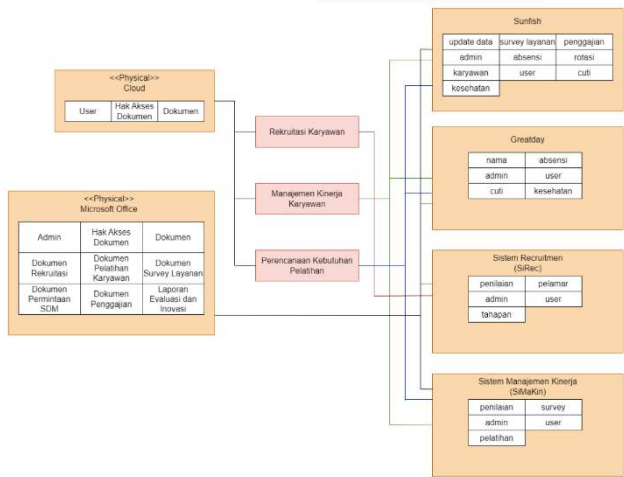 Sunfish
update data survey layanan penggajian
admin absensi rotasi
karyawan user cuti
kesehatan
<<Physical>>
Cloud
User Hak Akses Dokumen Dokumen
Rekruitasi Karyawan
Greatday
nama absensi
admin user
cuti kesehatan
<<Physical>>
Microsoft Office
Admin Hak Akses Dokumen Dokumen
Dokumen Rekruitasi Dokumen Pelatihan Karyawan Dokumen Survey Layanan
Dokumen Permintaan SDM Dokumen Penggajian Laporan Evaluasi dan Inovasi
Manajemen Kinerja
Karyawan
Perencanaan Kebutuhan
Pelatihan
Sistem Recruitmen
(SiRec)
penilaian pelamar
admin user
tahapan
Sistem Manajemen Kinerja
(SiMaKin)
penilaian survey
admin user
pelatihan